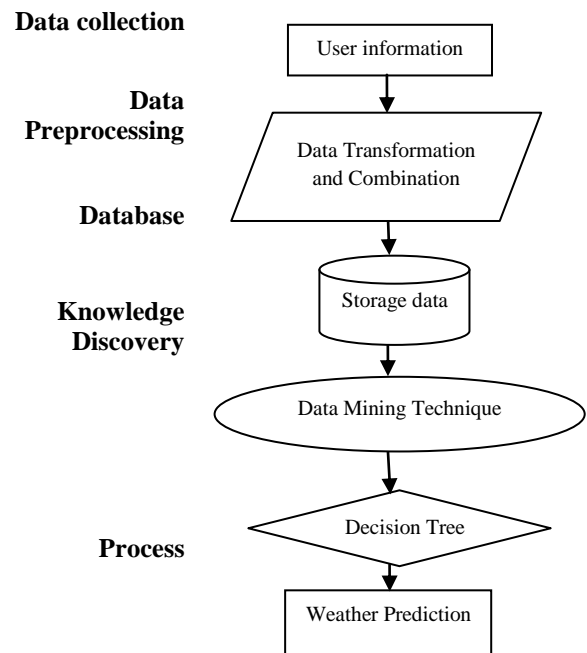 Data collection
User information
Data
Preprocessing
Data Transformation
and Combination
Database
Storage data
Knowledge
Discovery
Data Mining Technique
Decision Tree
Process
Weather Prediction